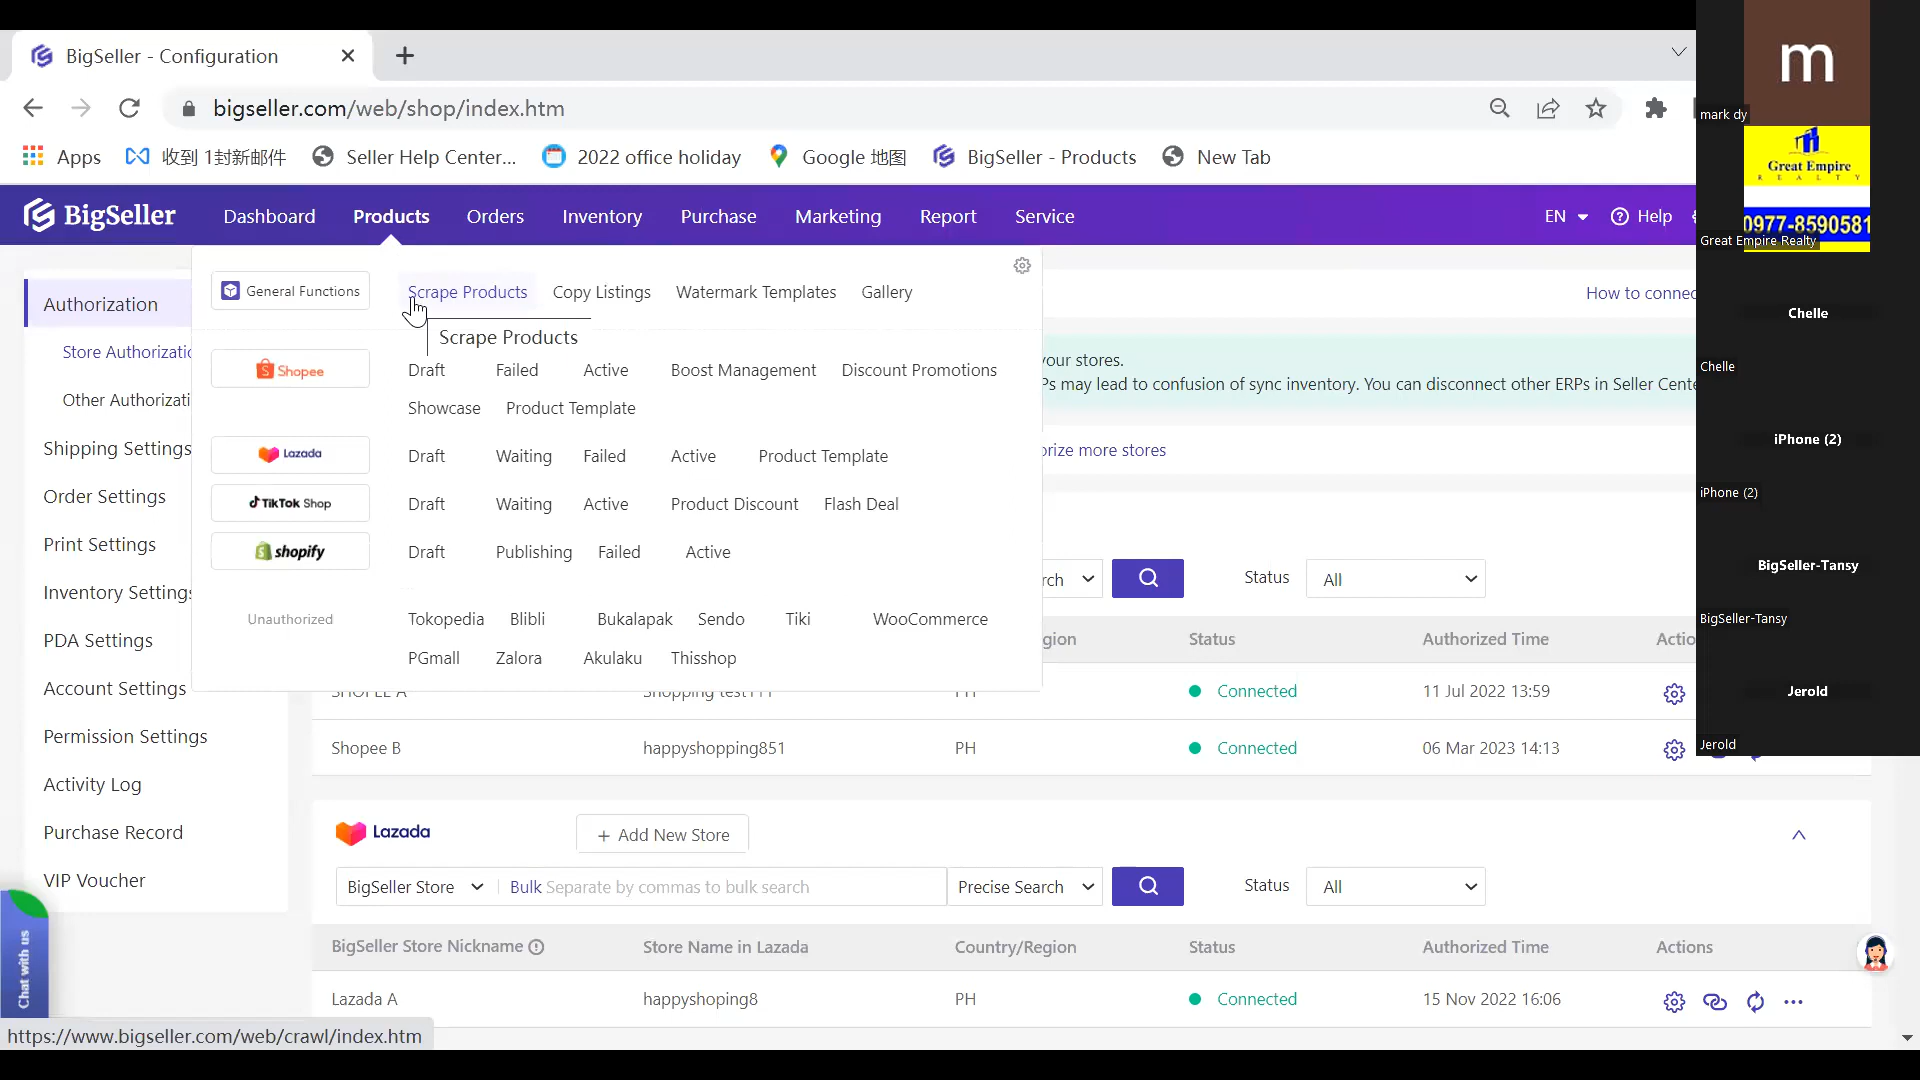 BigSeller - Configuration
bigseller.com/web/shop/index.htm
Apps
收到 1封新邮件
Seller Help Center...
2022 office holiday
Google 地图
BigSeller - Products
New Tab
BigSeller
Dashboard
Products
Orders
Inventory
Purchase
Marketing
Report
Service
EN
Help
Authorization
Store Authorizatio
Other Authorizati
Shipping Settings
Order Settings
Print Settings
Inventory Settings
PDA Settings
Account Settings
Permission Settings
Activity Log
Purchase Record
VIP Voucher
General Functions
Scrape Products
Copy Listings
Watermark Templates
Gallery
Scrape Products
Shopee
Draft
Failed
Active
Boost Management
Discount Promotions
Showcase
Product Template
Lazada
Draft
Waiting
Failed
Active
Product Template
TikTok Shop
Draft
Waiting
Active
Product Discount
Flash Deal
shopify
Draft
Publishing
Failed
Active
Unauthorized
Tokopedia
Blibli
Bukalapak
Sendo
Tiki
WooCommerce
PGmall
Zalora
Akulaku
Thisshop
How to connec
your stores.
Ps may lead to confusion of sync inventory. You can disconnect other ERPs in Seller Cente
orize more stores
rch
Status
All
gion
Status
Authorized Time
Actio
SHOPEE A
Shopping test111
PH
Connected
11 Jul 2022 13:59
Shopee B
happyshopping851
PH
Connected
06 Mar 2023 14:13
Lazada
+ Add New Store
BigSeller Store
Bulk Separate by commas to bulk search
Precise Search
Status
All
BigSeller Store Nickname
Store Name in Lazada
Country/Region
Status
Authorized Time
Actions
Lazada A
happyshoping8
PH
Connected
15 Nov 2022 16:06
Chat with us
https://www.bigseller.com/web/crawl/index.htm
m
mark dy
Great Empire
REALTY
0977-8590581
Great Empire Realty
Chelle
Chelle
iPhone (2)
iPhone (2)
BigSeller-Tansy
BigSeller-Tansy
Jerold
Jerold